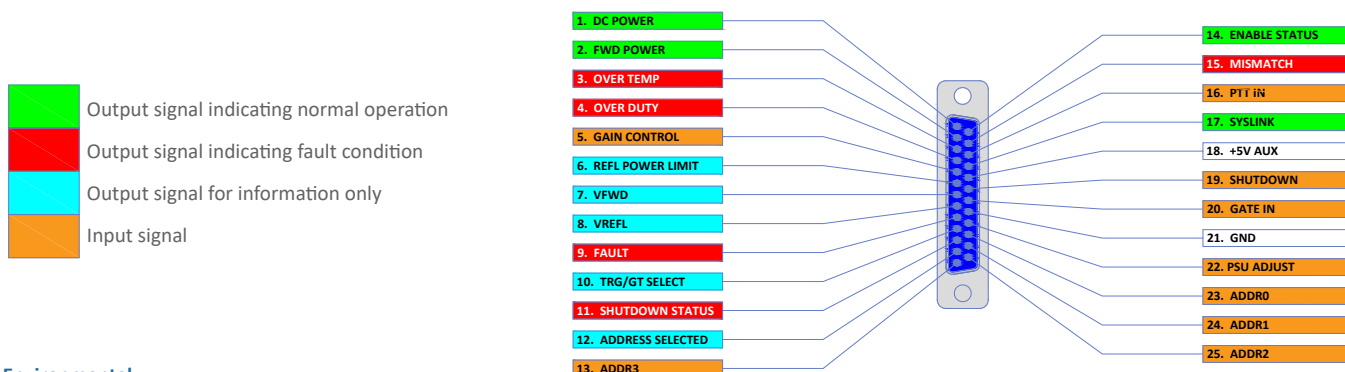 Output signal indicating normal operation
Output signal indicating fault condition
Output signal for information only
Input signal
1. DC POWER
2. FWD POWER
3. OVER TEMP
4. OVER DUTY
5. GAIN CONTROL
6. REFL POWER LIMIT
7. VFWD
8. VREFL
9. FAULT
10. TRG/GT SELECT
11. SHUTDOWN STATUS
12. ADDRESS SELECTED
13. ADDR3
14. ENABLE STATUS
15. MISMATCH
16. PTT iN
17. SYSLINK
18. +5V AUX
19. SHUTDOWN
20. GATE IN
21. GND
22. PSU ADJUST
23. ADDR0
24. ADDR1
25. ADDR2